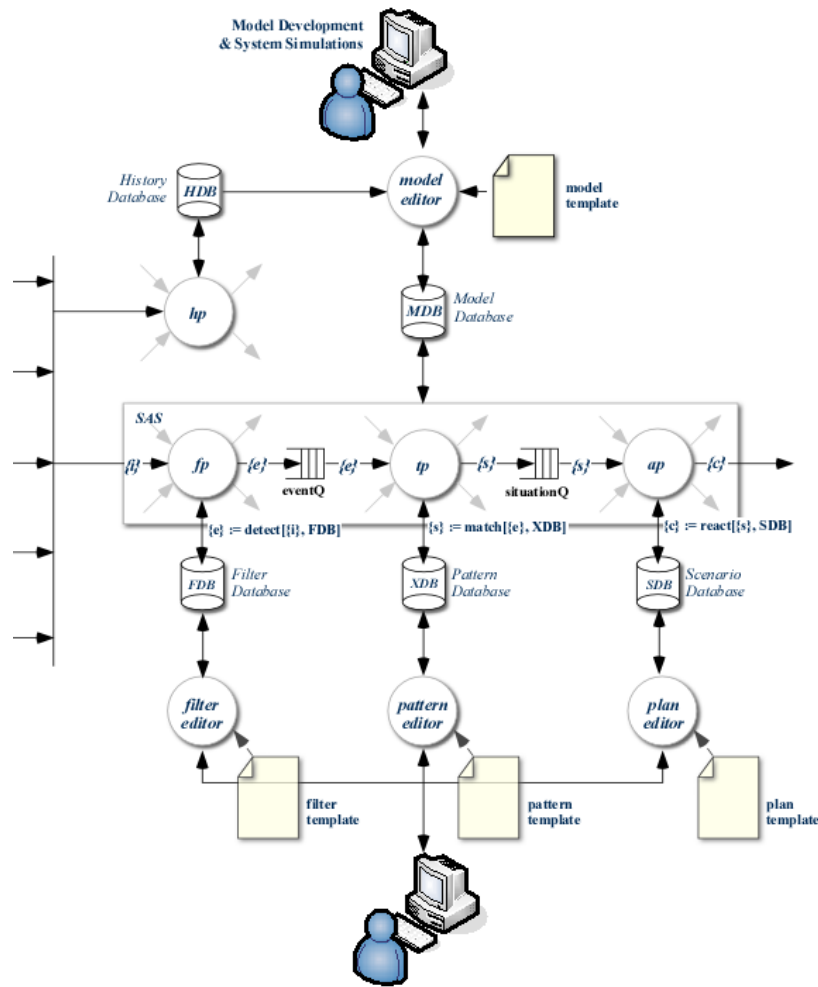 Model Development
& System Simulations
History
Database
HDB
model
editor
model
template
hp
MDB
Model
Database
SAS
{i}
fp
{e}
eventQ
{e}
tp
{s}
situationQ
{s}
ap
{c}
{e} := detect[{i}, FDB]
{s} := match[{e}, XDB]
{c} := react[{s}, SDB]
FDB
Filter
Database
XDB
Pattern
Database
SDB
Scenario
Database
filter
editor
pattern
editor
plan
editor
filter
template
pattern
template
plan
template